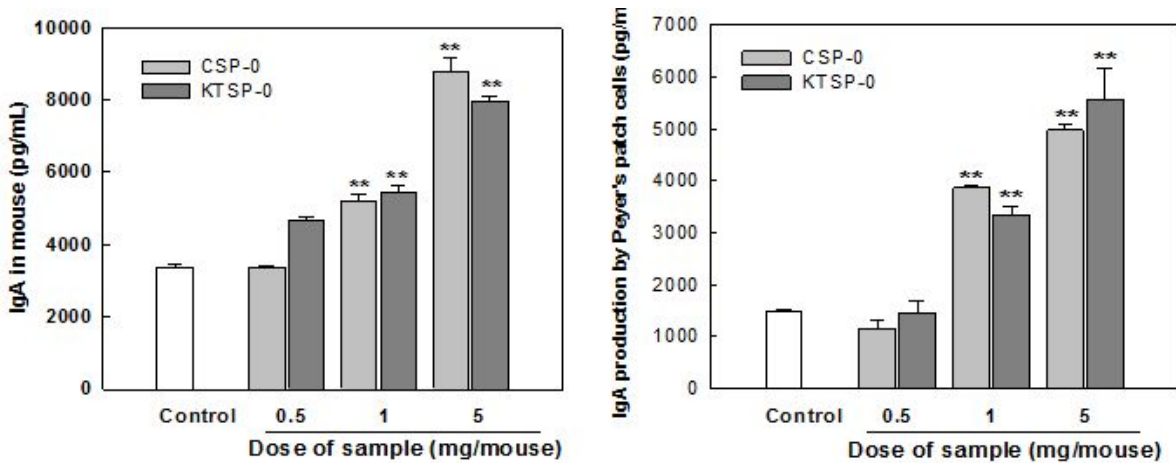 IgA in mouse (pg/mL)
10000
8000
6000
4000
2000
0
CSP-0
KTSP-0
**
**
**
**
Control
0.5
1
5
Dose of sample (mg/mouse)
IgA production by Peyer's patch cells (pg/m
7000
6000
5000
4000
3000
2000
1000
0
CSP-0
KTSP-0
**
**
**
**
Control
0.5
1
5
Dose of sample (mg/mouse)